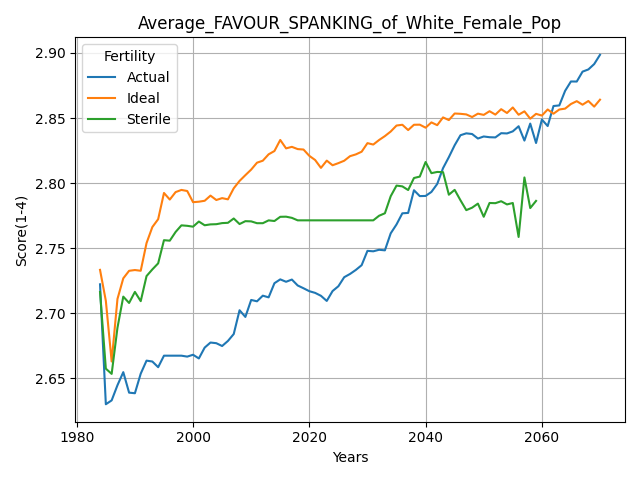 Average_FAVOUR_SPANKING_of_White_Female_Pop
Fertility
Actual
Ideal
Sterile
2.90
2.85
2.80
2.75
2.70
2.65
Score(1-4)
1980
2000
2020
2040
2060
Years